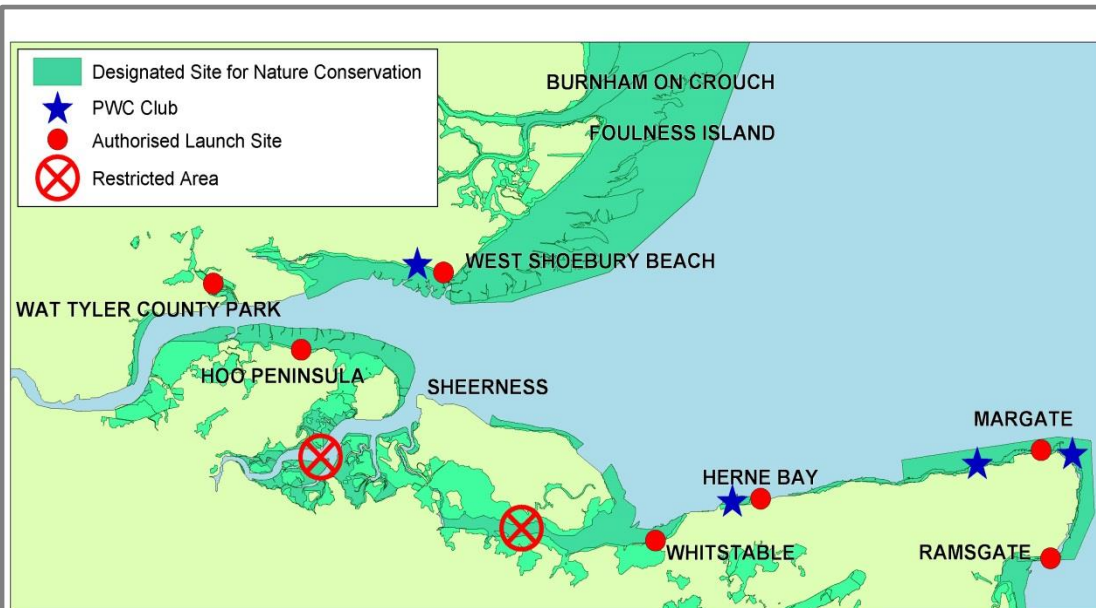 Designated Site for Nature Conservation
PWC Club
Authorised Launch Site
Restricted Area
BURNHAM ON CROUCH
FOULNESS ISLAND
WEST SHOEBURY BEACH
WAT TYLER COUNTY PARK
HOO PENINSULA
SHEERNESS
MARGATE
HERNE BAY
WHITSTABLE
RAMSGATE